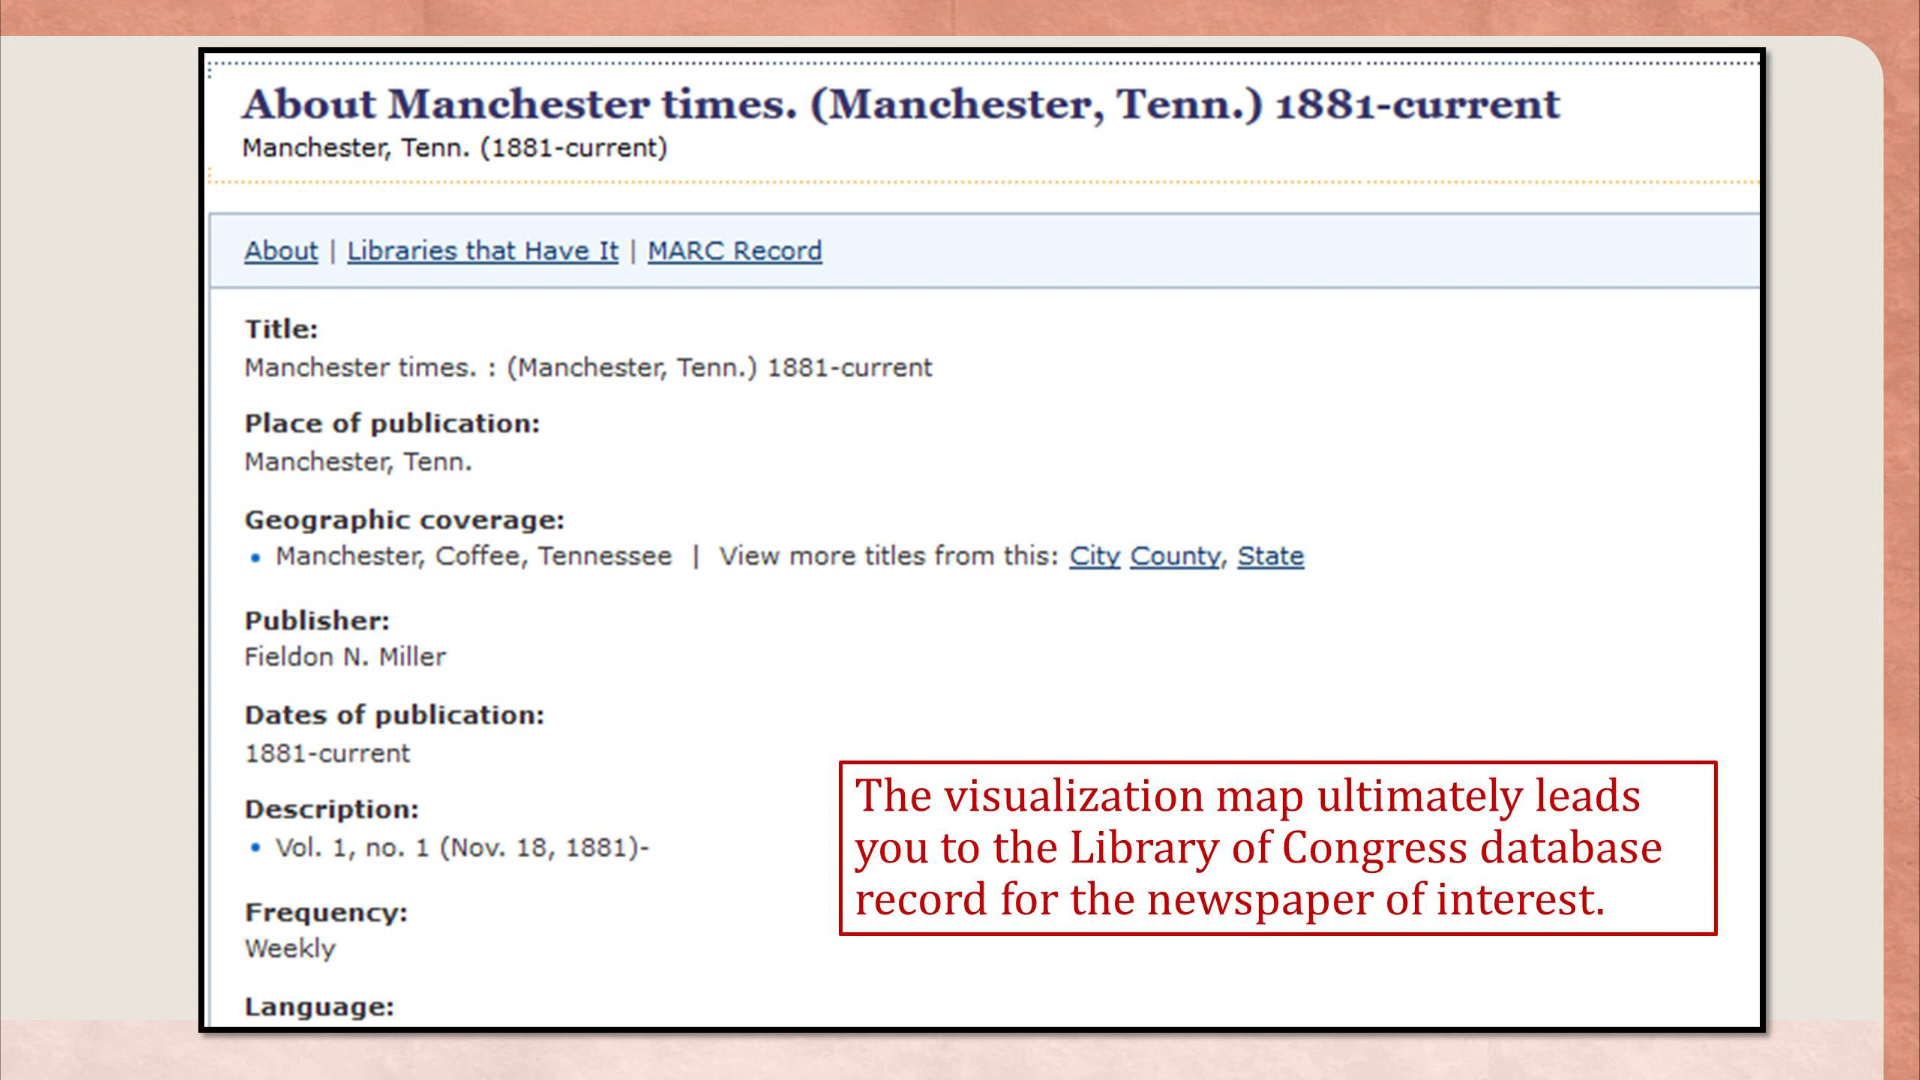 About Manchester times. (Manchester, Tenn.) 1881-current
Manchester, Tenn. (1881-current)
About | Libraries that Have It | MARC Record
Title:
Manchester times. : (Manchester, Tenn.) 1881-current
Place of publication:
Manchester, Tenn.
Geographic coverage:
• Manchester, Coffee, Tennessee | View more titles from this: City County, State
Publisher:
Fieldon N. Miller
Dates of publication:
1881-current
Description:
• Vol. 1, no. 1 (Nov. 18, 1881)-
Frequency:
Weekly
Language:
The visualization map ultimately leads
you to the Library of Congress database
record for the newspaper of interest.